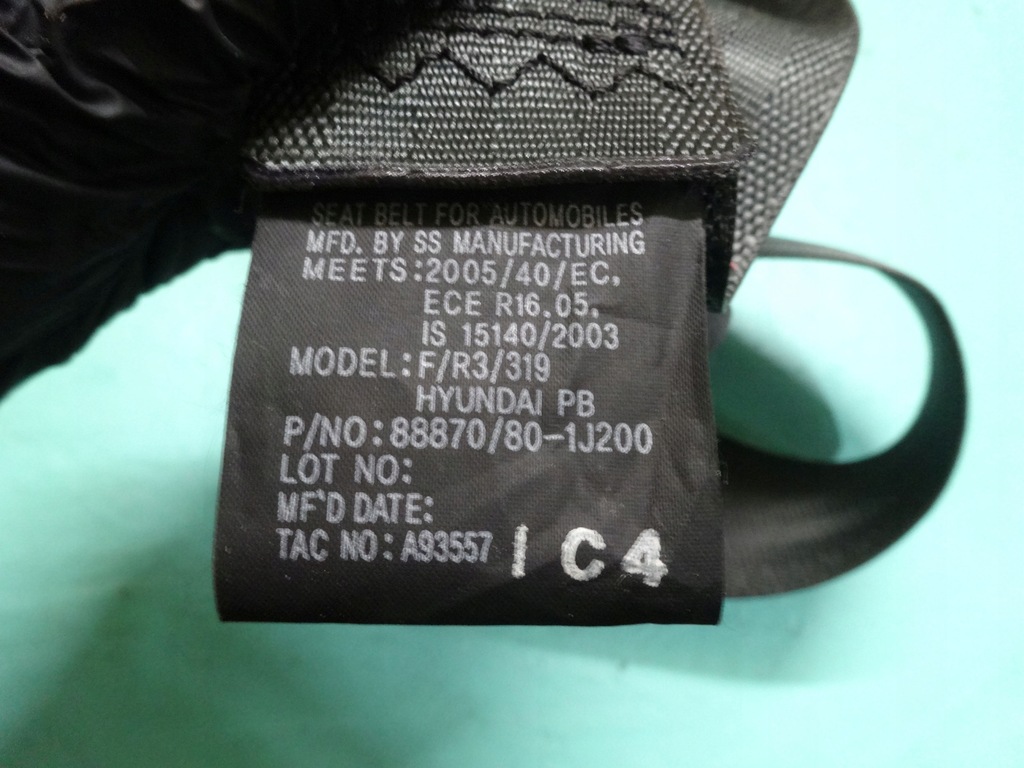 SEAT BELT FOR AUTOMOBILES
MFD. BY SS MANUFACTURING
MEETS:2005/40/EC.
ECE R16.05.
IS 15140/2003
MODEL:F/R3/319
HYUNDAI PB
P/NO:88870/80-1J200
LOT NO:
MF'D DATE:
TAC NO:A93557 I C4